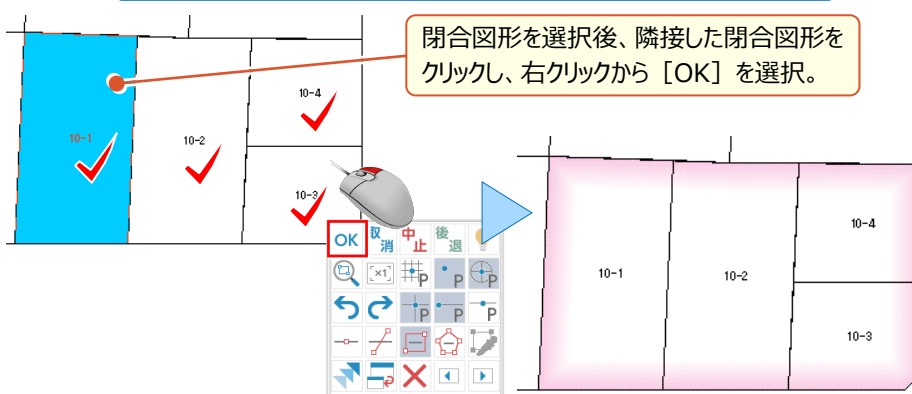 閉合図形を選択後、隣接した閉合図形を
クリックし、右クリックから［OK］を選択。
10-1
10-2
10-4
10-3
OK
取消
中止
後退
[×1]
P
P
P
P
P
P
10-1
10-2
10-4
10-3